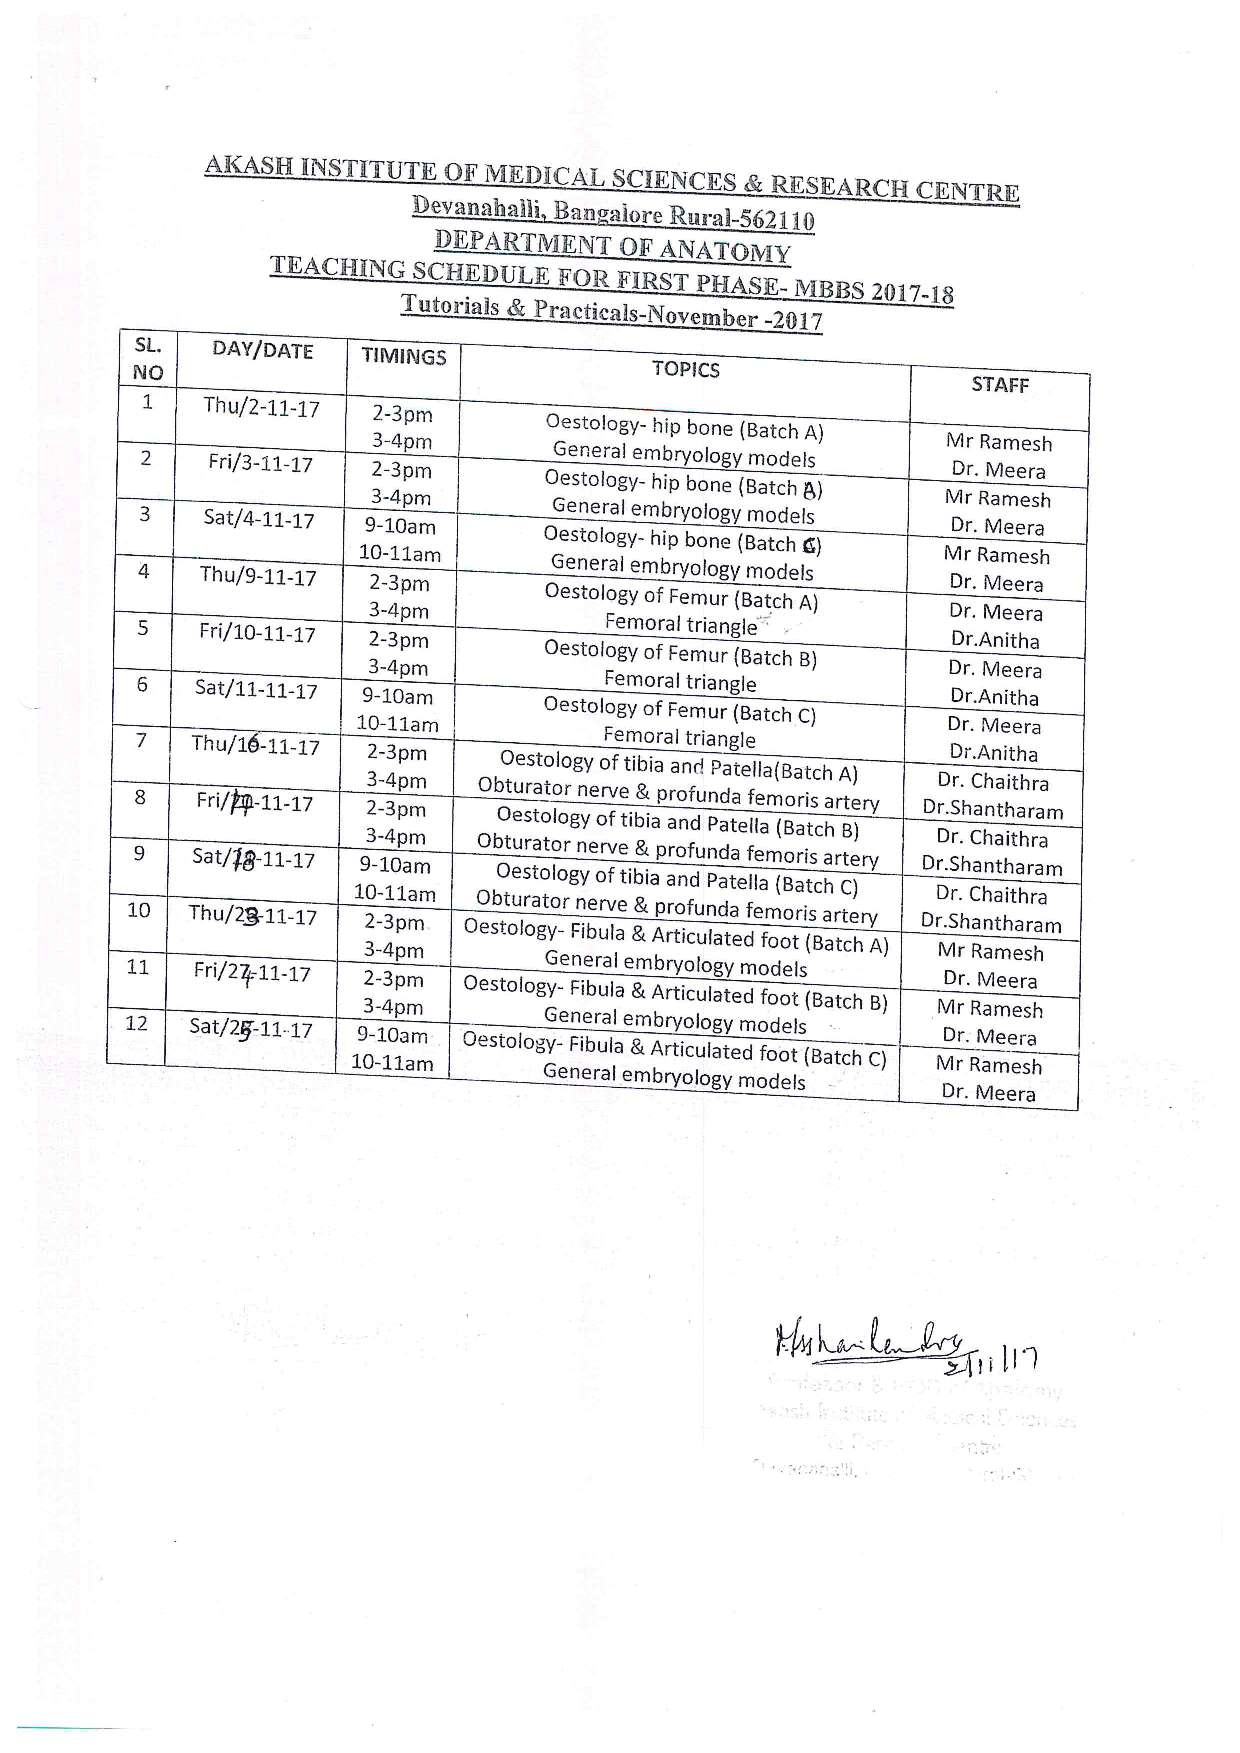 AKASH INSTITUTE OF MEDICAL SCIENCES & RESEARCH CENTRE
Devanahalli, Bangalore Rural-562110
DEPARTMENT OF ANATOMY
TEACHING SCHEDULE FOR FIRST PHASE- MBBS 2017-18
Tutorials & Practicals-November -2017
SL. NO DAY/DATE TIMINGS TOPICS STAFF
1 Thu/2-11-17 2-3pm Oestology- hip bone (Batch A) Mr Ramesh
3-4pm General embryology models Dr. Meera
2 Fri/3-11-17 2-3pm Oestology- hip bone (Batch ) Mr Ramesh
3-4pm General embryology models Dr. Meera
3 Sat/4-11-17 9-10am Oestology- hip bone (Batch C) Mr Ramesh
10-11am General embryology models Dr. Meera
4 Thu/9-11-17 2-3pm Oestology of Femur (Batch A) Dr. Meera
3-4pm Femoral triangle Dr.Anitha
5 Fri/10-11-17 2-3pm Oestology of Femur (Batch B) Dr. Meera
3-4pm Femoral triangle Dr.Anitha
6 Sat/11-11-17 9-10am Oestology of Femur (Batch C) Dr. Meera
10-11am Femoral triangle Dr.Anitha
7 Thu/16-11-17 2-3pm Oestology of tibia and Patella(Batch A) Dr. Chaithra
3-4pm Obturator nerve & profunda femoris artery Dr.Shantharam
8 Fri/17-11-17 2-3pm Oestology of tibia and Patella (Batch B) Dr. Chaithra
3-4pm Obturator nerve & profunda femoris artery Dr.Shantharam
9 Sat/18-11-17 9-10am Oestology of tibia and Patella (Batch C) Dr. Chaithra
10-11am Obturator nerve & profunda femoris artery Dr.Shantharam
10 Thu/23-11-17 2-3pm Oestology- Fibula & Articulated foot (Batch A) Mr Ramesh
3-4pm General embryology models Dr. Meera
11 Fri/24-11-17 2-3pm Oestology- Fibula & Articulated foot (Batch B) Mr Ramesh
3-4pm General embryology models Dr. Meera
12 Sat/25-11-17 9-10am Oestology- Fibula & Articulated foot (Batch C) Mr Ramesh
10-11am General embryology models Dr. Meera
2/11/17